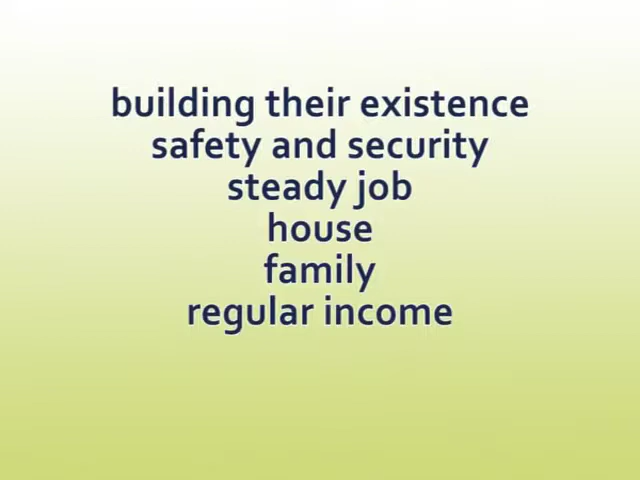 building their existence
safety and security
steady job
house
family
regular income